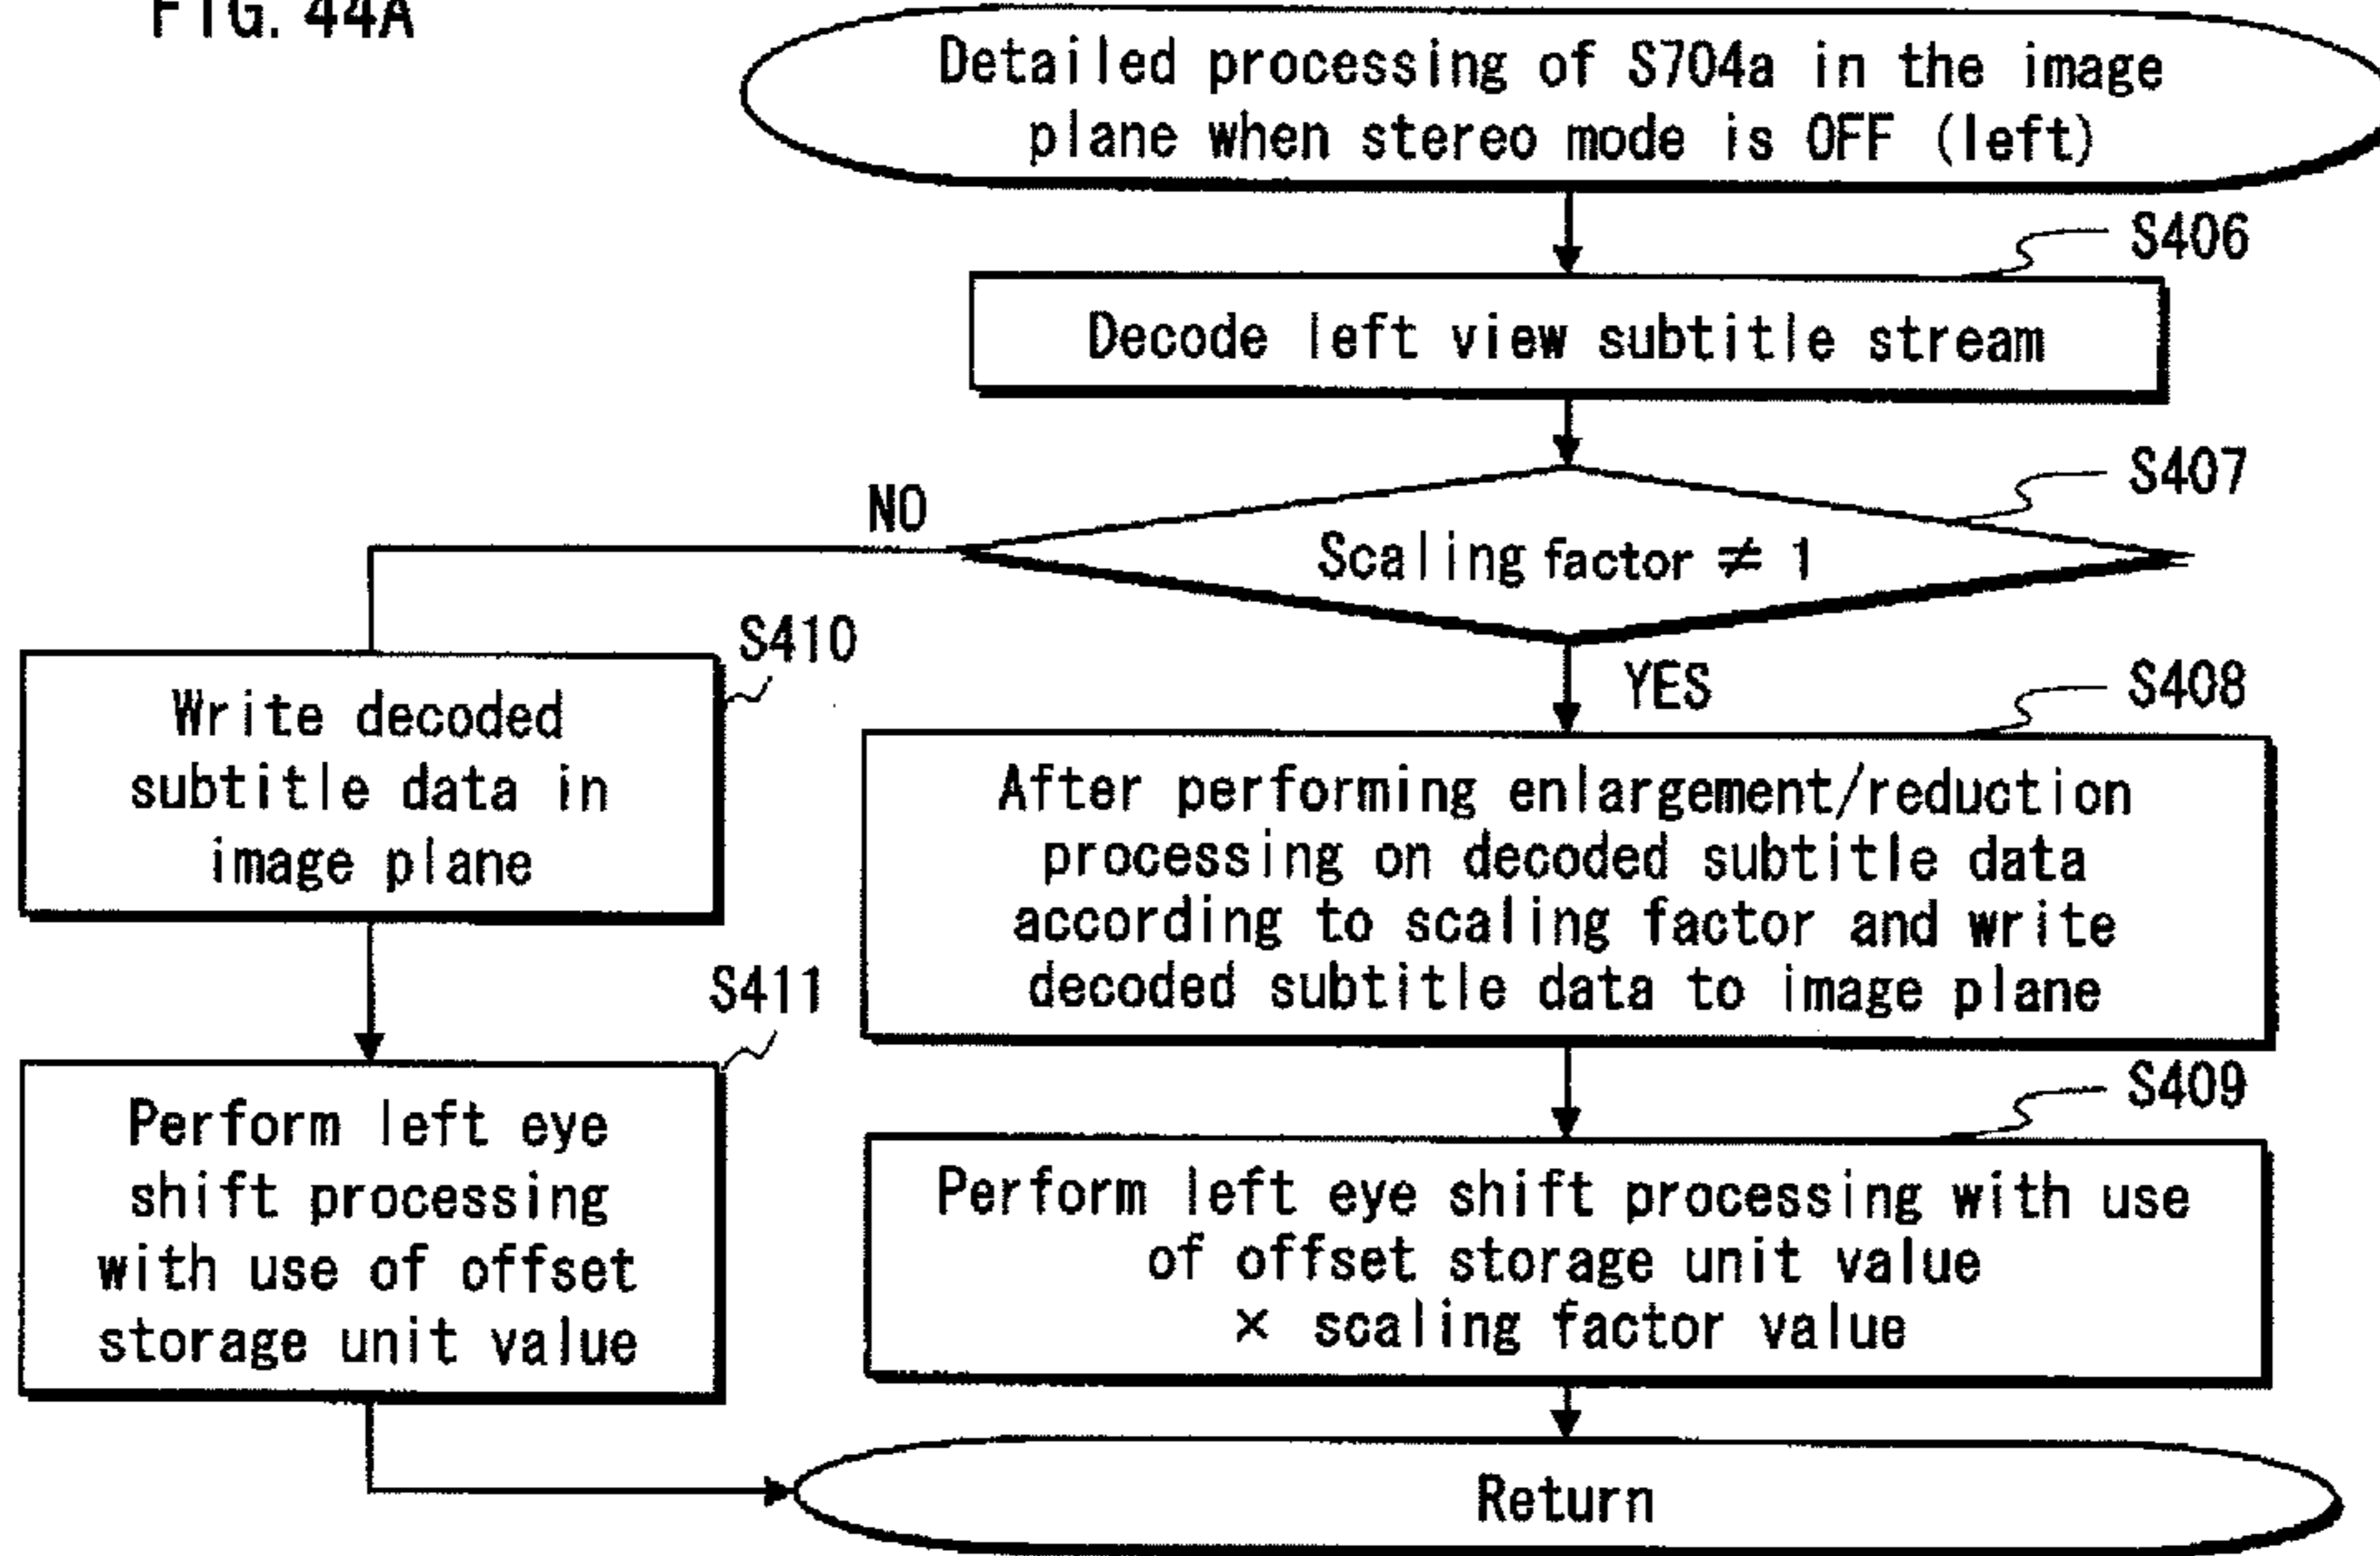 FIG. 44A
Detailed processing of S704a in the image
plane when stereo mode is OFF (left)
S406
Decode left view subtitle stream
S407
NO
Scaling factor ≠ 1
YES
S410
Write decoded
subtitle data in
image plane
S408
After performing enlargement/reduction
processing on decoded subtitle data
according to scaling factor and write
decoded subtitle data to image plane
S411
Perform left eye
shift processing
with use of offset
storage unit value
S409
Perform left eye shift processing with use
of offset storage unit value
× scaling factor value
Return